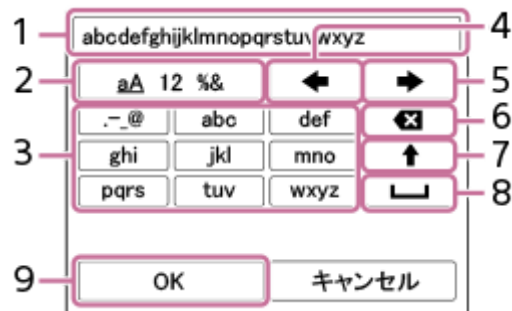 1 abcdefghijklmnopqrstuvwxyz 4
2 aA 12 %& 5
.-_@ abc def 6
3 ghi jkl mno 7
pqrs tuv wxyz 8
9 OK キャンセル